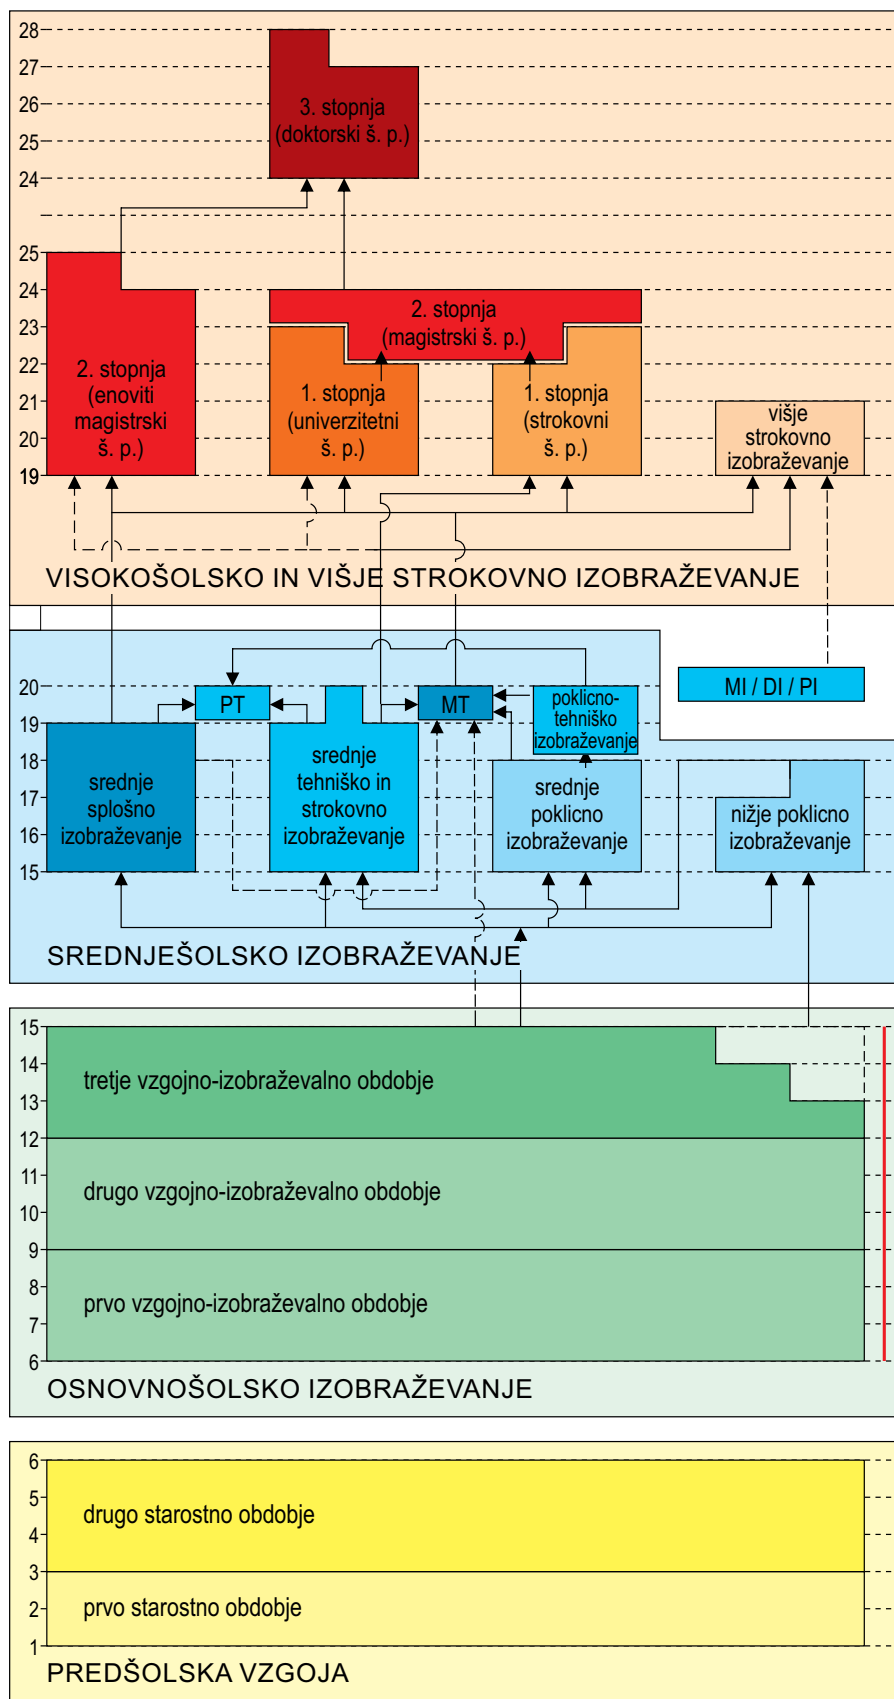 28
27
26
25
24
3. stopnja
(doktorski š. p.)
25
24
23
22
21
20
19
2. stopnja
(enoviti
magistrski
š. p.)
2. stopnja
(magistrski š. p.)
1. stopnja
(univerzitetni
š. p.)
1. stopnja
(strokovni
š. p.)
višje
strokovno
izobraževanje
VISOKOŠOLSKO IN VIŠJE STROKOVNO IZOBRAŽEVANJE
MI / DI / PI
20
19
18
17
16
15
PT
MT
poklicno-
tehniško
izobraževanje
srednje
splošno
izobraževanje
srednje
tehniško in
strokovno
izobraževanje
srednje
poklicno
izobraževanje
nižje poklicno
izobraževanje
SREDNJEŠOLSKO IZOBRAŽEVANJE
15
14
13
12
11
10
9
8
7
6
tretje vzgojno-izobraževalno obdobje
drugo vzgojno-izobraževalno obdobje
prvo vzgojno-izobraževalno obdobje
OSNOVNOŠOLSKO IZOBRAŽEVANJE
6
5
4
3
2
1
drugo starostno obdobje
prvo starostno obdobje
PREDŠOLSKA VZGOJA